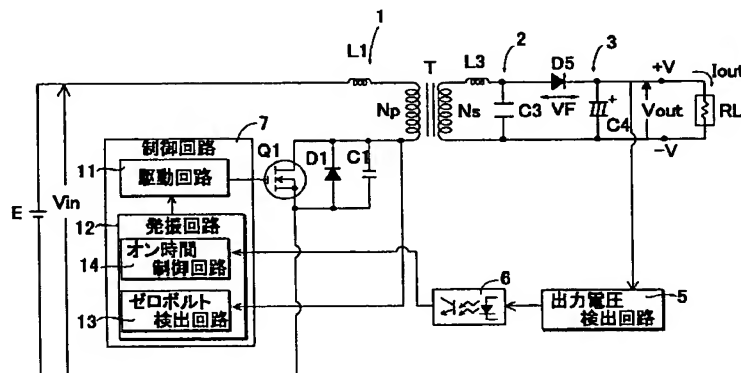 1
L1
T
L3
2
D5
3
+V
Iout
Np
Ns
C3
VF
+
C4
Vout
RL
-V
7
制御回路
Q1
D1
C1
11
駆動回路
E
Vin
12
発振回路
オン時間
制御回路
14
ゼロボルト
検出回路
13
6
出力電圧
検出回路
5